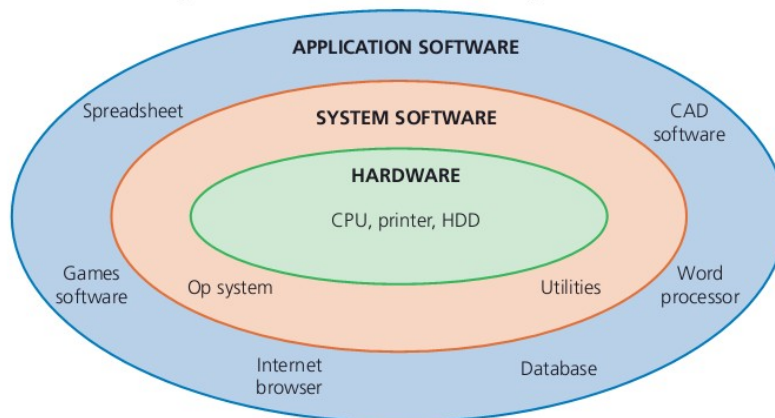 APPLICATION SOFTWARE
Spreadsheet
CAD
software
SYSTEM SOFTWARE
HARDWARE
CPU, printer, HDD
Games
software
Op system
Utilities
Word
processor
Internet
browser
Database